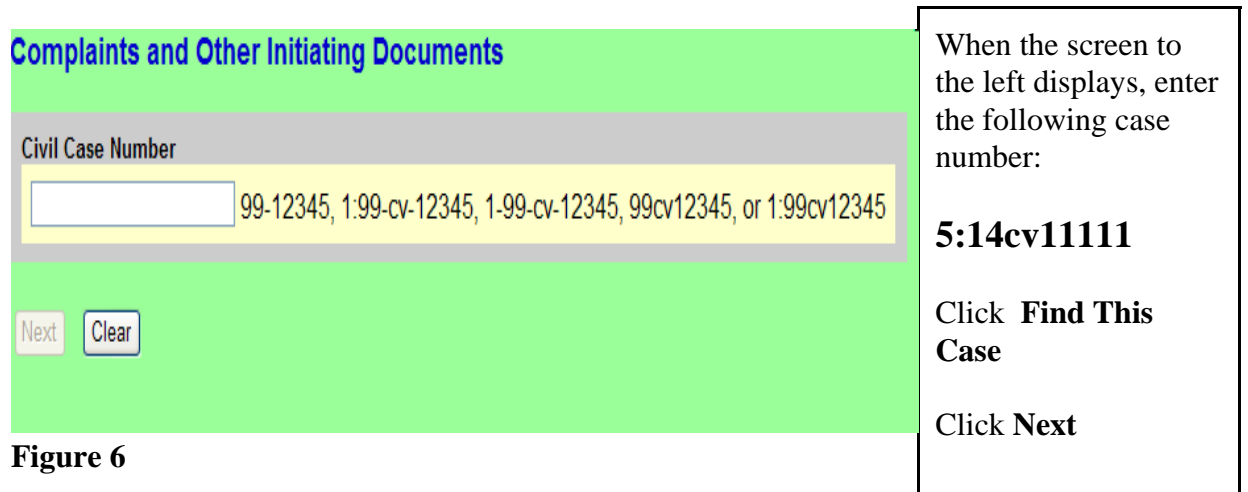 Complaints and Other Initiating Documents
Civil Case Number
99-12345, 1:99-cv-12345, 1-99-cv-12345, 99cv12345, or 1:99cv12345
Next Clear
Figure 6
When the screen to
the left displays, enter
the following case
number:
5:14cv11111
Click Find This
Case
Click Next